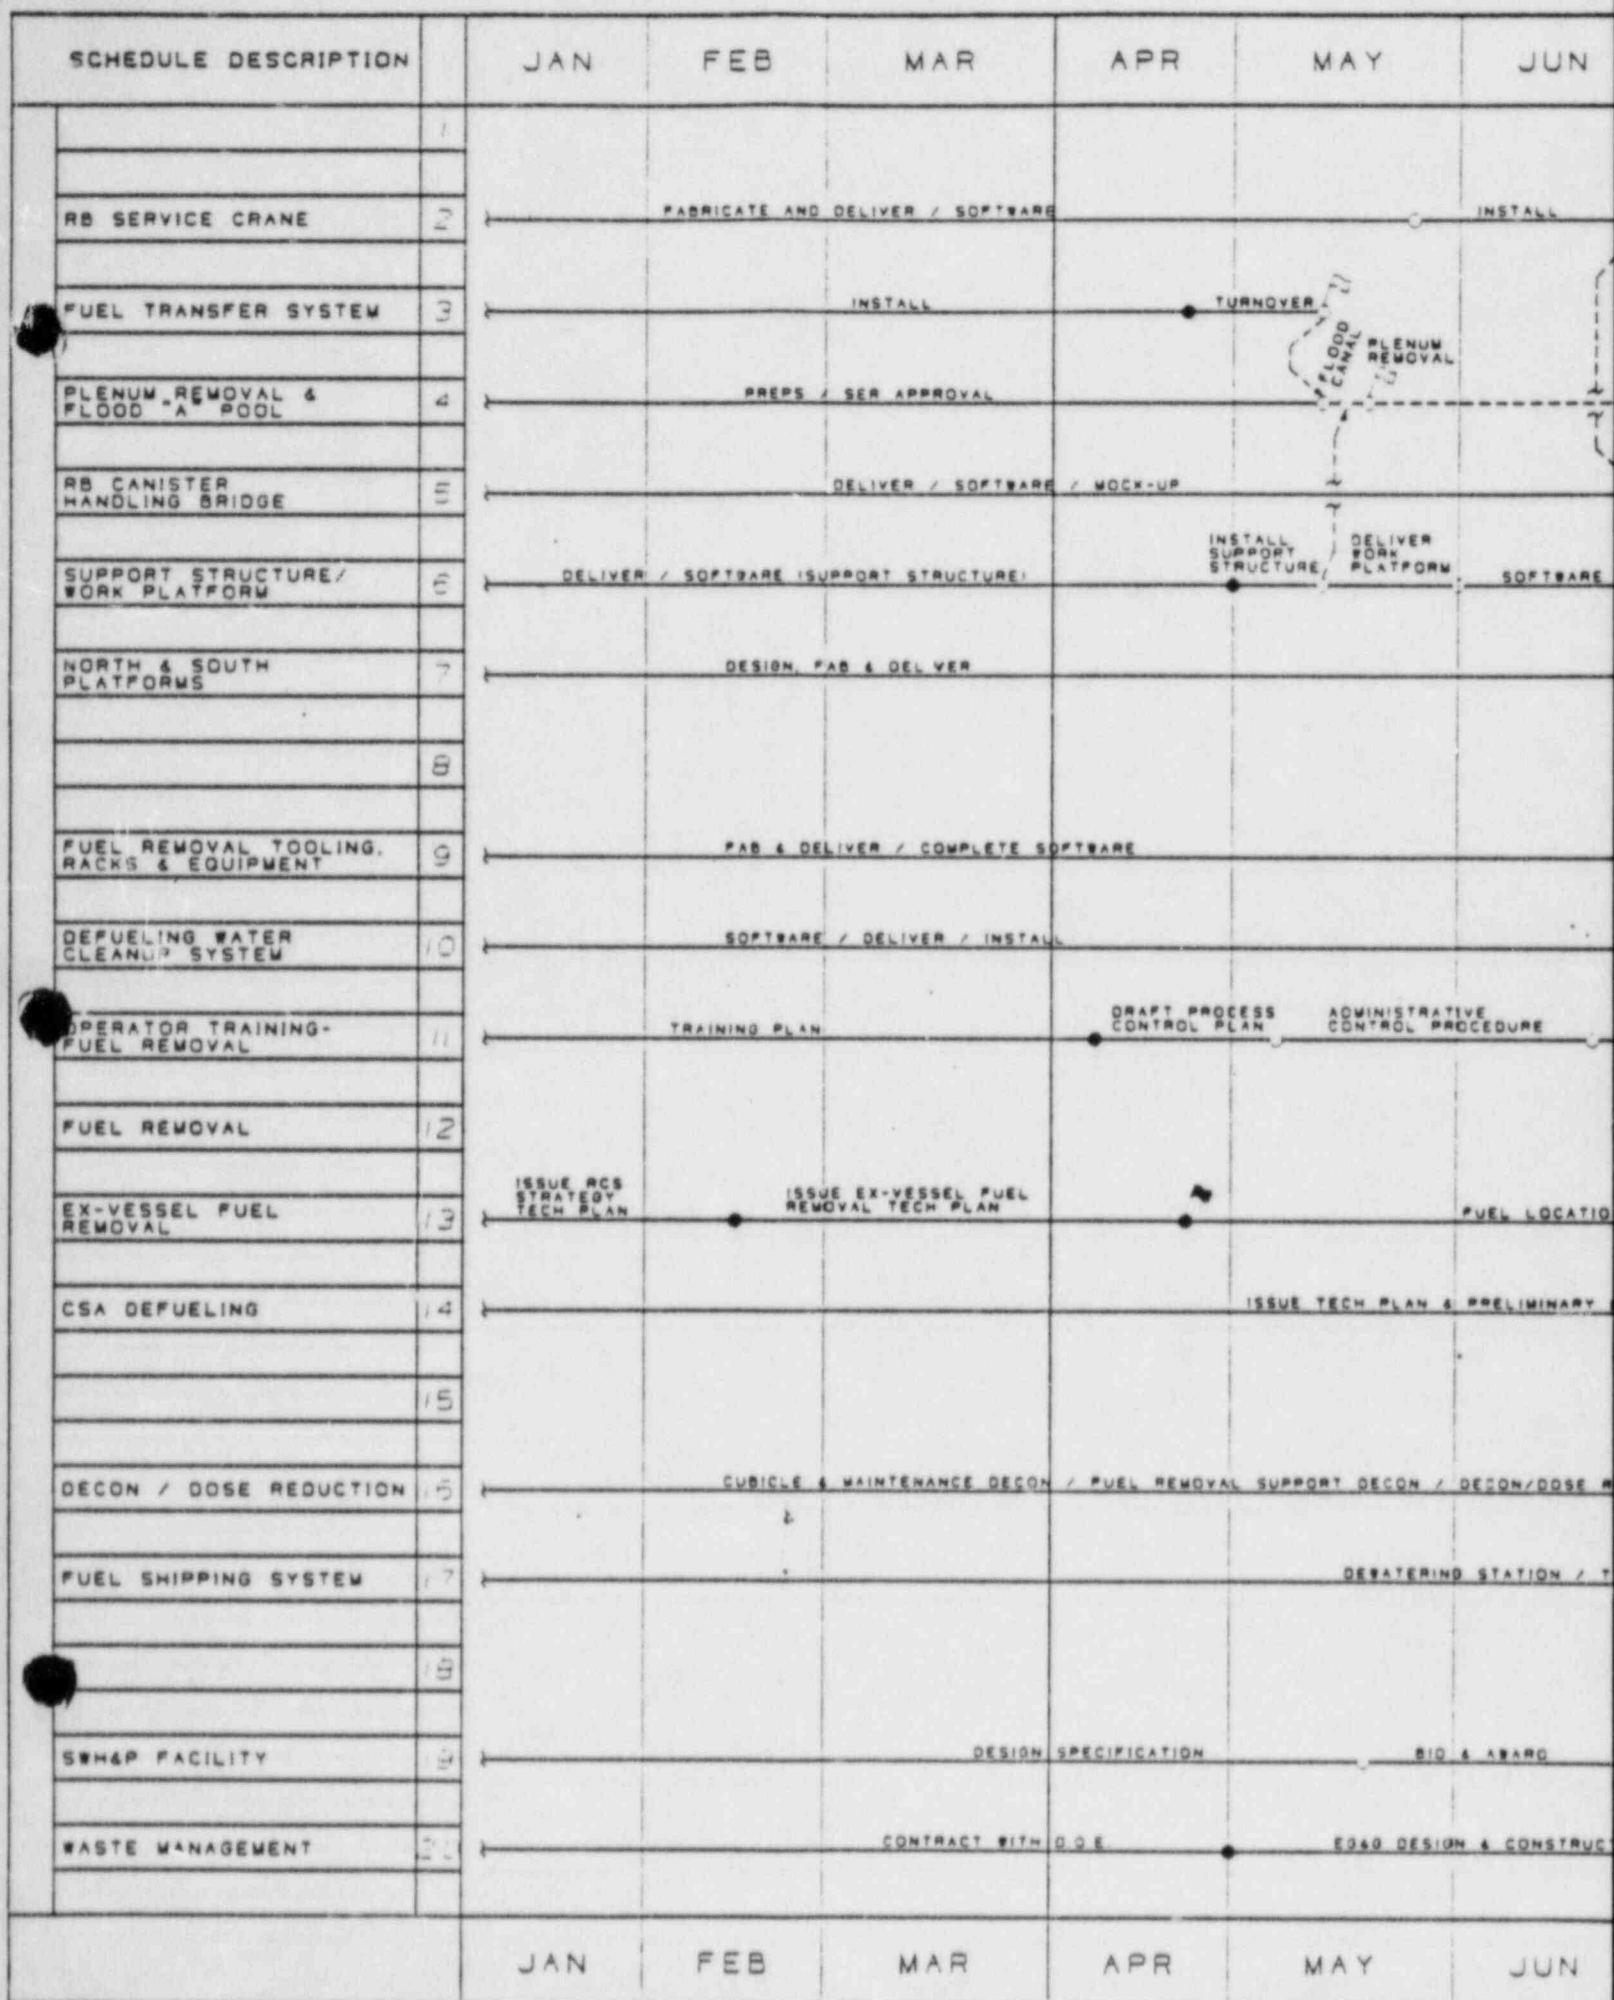 SCHEDULE DESCRIPTION JAN FEB MAR APR MAY JUN
1
RB SERVICE CRANE 2 FABRICATE AND DELIVER / SOFTWARE INSTALL
FUEL TRANSFER SYSTEM 3 INSTALL TURNOVER
FLOOD
CANAL
PLENUM
REMOVAL
PLENUM REMOVAL &
FLOOD "A" POOL
4 PREPS / SER APPROVAL
RB CANISTER
HANDLING BRIDGE
5 DELIVER / SOFTWARE / MOCK-UP
SUPPORT STRUCTURE/
WORK PLATFORM
6 DELIVER / SOFTWARE (SUPPORT STRUCTURE)
INSTALL
SUPPORT
STRUCTURE
DELIVER
WORK
PLATFORM
SOFTWARE
NORTH & SOUTH
PLATFORMS
7 DESIGN, FAB & DELIVER
8
FUEL REMOVAL TOOLING,
RACKS & EQUIPMENT
9 FAB & DELIVER / COMPLETE SOFTWARE
DEFUELING WATER
CLEANUP SYSTEM
10 SOFTWARE / DELIVER / INSTALL
OPERATOR TRAINING-
FUEL REMOVAL
11 TRAINING PLAN
DRAFT PROCESS
CONTROL PLAN
ADMINISTRATIVE
CONTROL PROCEDURE
FUEL REMOVAL 12
EX-VESSEL FUEL
REMOVAL
13
ISSUE RCS
STRATEGY
TECH PLAN
ISSUE EX-VESSEL FUEL
REMOVAL TECH PLAN
FUEL LOCATIO
CSA DEFUELING 14 ISSUE TECH PLAN & PRELIMINARY
15
DECON / DOSE REDUCTION 16 CUBICLE & MAINTENANCE DECON / FUEL REMOVAL SUPPORT DECON / DECON/DOSE R
FUEL SHIPPING SYSTEM 17 DEWATERING STATION / T
18
SWH&P FACILITY 19 DESIGN SPECIFICATION BID & AWARD
WASTE MANAGEMENT 20 CONTRACT WITH D.O.E. EG&G DESIGN & CONSTRUCT
JAN FEB MAR APR MAY JUN